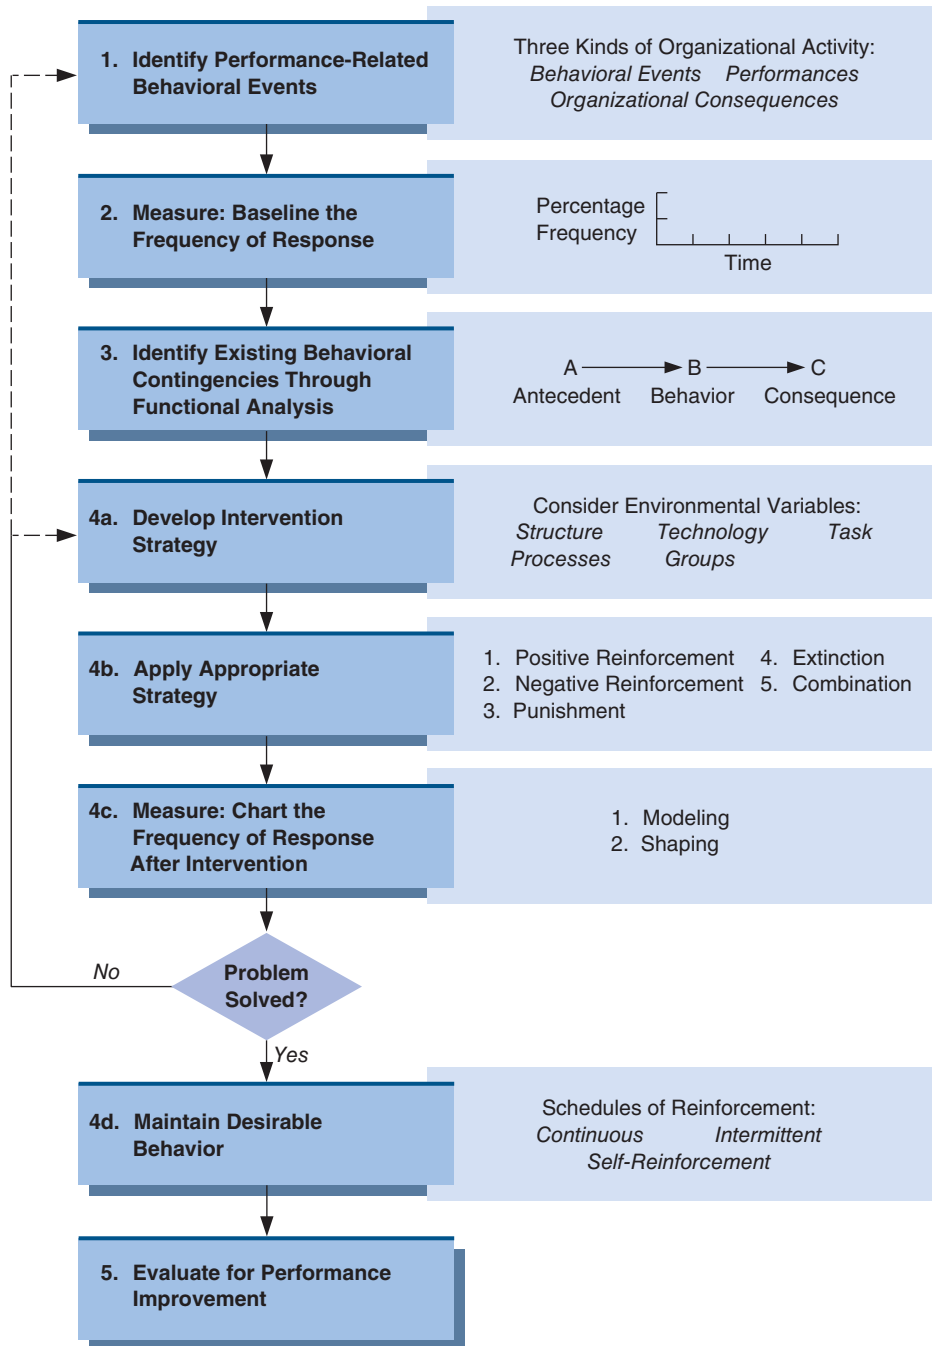 1. Identify Performance-Related
Behavioral Events
Three Kinds of Organizational Activity:
Behavioral Events Performances
Organizational Consequences
2. Measure: Baseline the
Frequency of Response
Percentage
Frequency
Time
3. Identify Existing Behavioral
Contingencies Through
Functional Analysis
A B C
Antecedent Behavior Consequence
4a. Develop Intervention
Strategy
Consider Environmental Variables:
Structure Technology Task
Processes Groups
4b. Apply Appropriate
Strategy
1. Positive Reinforcement 4. Extinction
2. Negative Reinforcement 5. Combination
3. Punishment
4c. Measure: Chart the
Frequency of Response
After Intervention
1. Modeling
2. Shaping
No
Problem
Solved?
Yes
4d. Maintain Desirable
Behavior
Schedules of Reinforcement:
Continuous Intermittent
Self-Reinforcement
5. Evaluate for Performance
Improvement